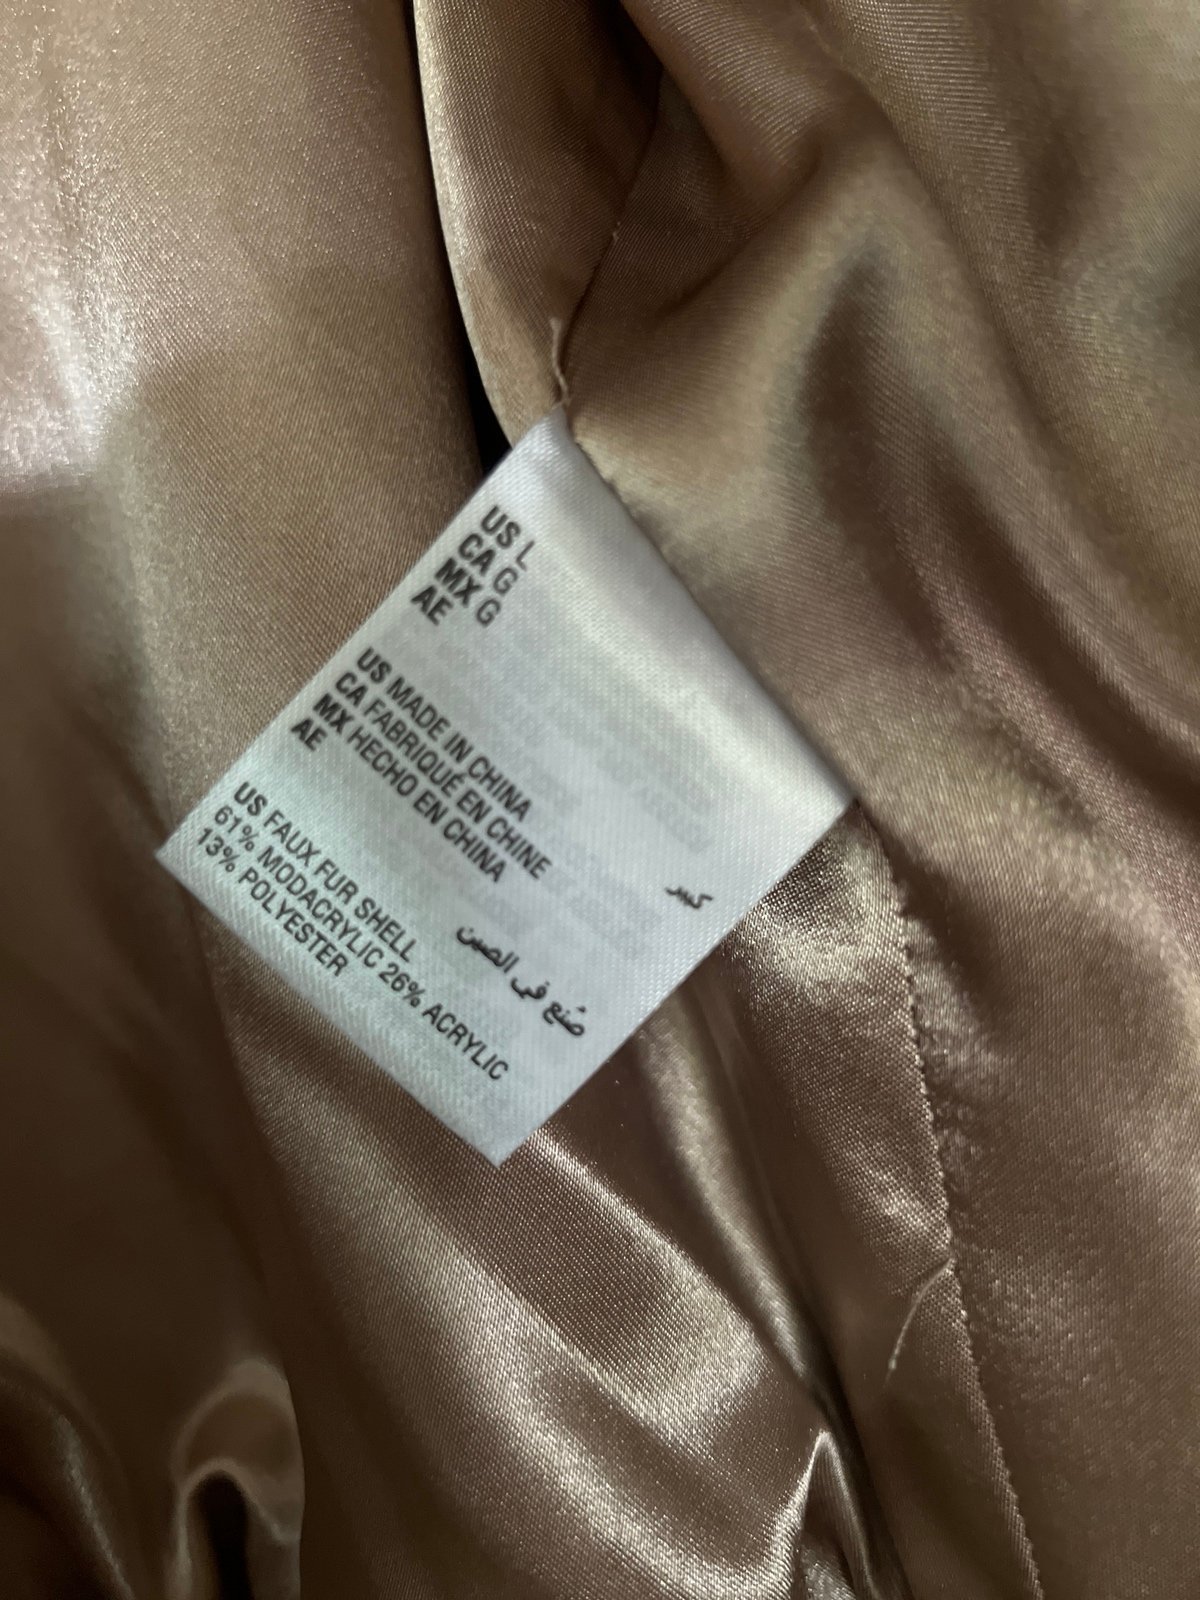 US L
CA G
MX G
AE كبير
US MADE IN CHINA
CA FABRIQUÉ EN CHINE
MX HECHO EN CHINA
AE صُنع في الصين
US FAUX FUR SHELL
61% MODACRYLIC 26% ACRYLIC
13% POLYESTER